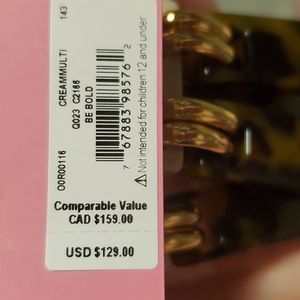 143
CREAMMULTI
O0R00116
Q023 C2166
BE BOLD
7 67883 98576 2
⚠ Not intended for children 12 and under
Comparable Value
CAD $159.00
USD $129.00